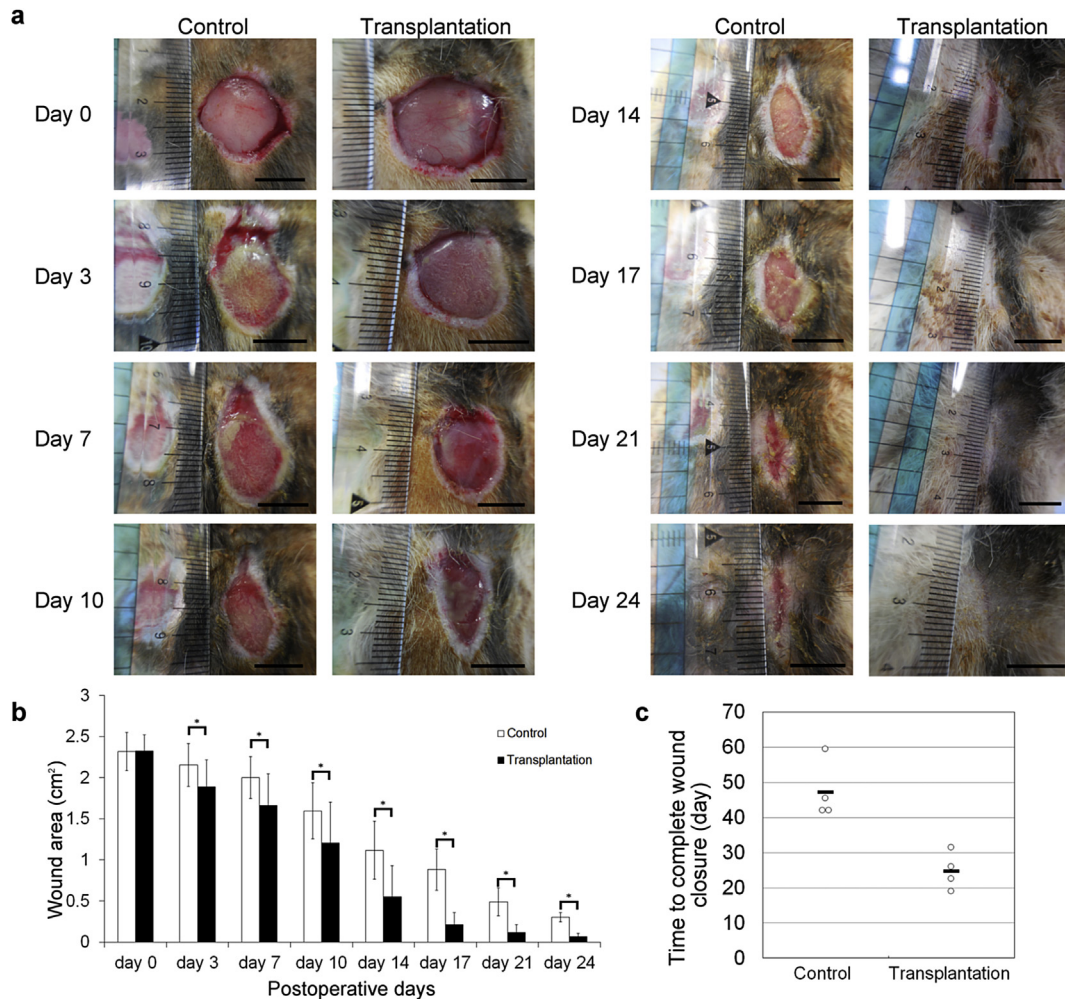 a
Control
Transplantation
Control
Transplantation
Day 0
Day 14
Day 3
Day 17
Day 7
Day 21
Day 10
Day 24
b
3
2.5
2
1.5
1
0.5
0
Wound area (cm²)
Control
Transplantation
*
*
*
*
*
*
*
day 0
day 3
day 7
day 10
day 14
day 17
day 21
day 24
Postoperative days
c
70
60
50
40
30
20
10
0
Time to complete wound
closure (day)
Control
Transplantation